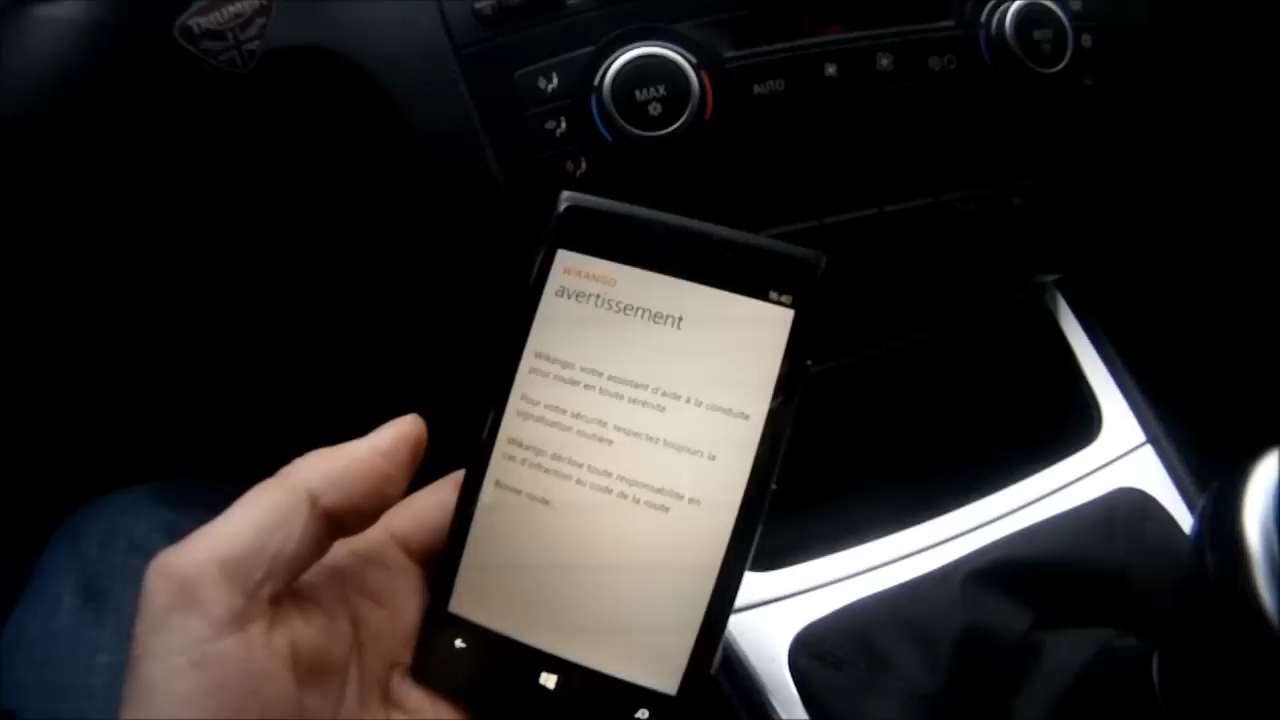 TRIUMPH
MAX
AUTO
WIKANGO
avertissement
Wikango, votre assistant d'aide à la conduite
pour rouler en toute sérénité
Pour votre sécurité, respectez toujours la
signalisation routière
Wikango décline toute responsabilité en
cas d'infraction au code de la route
Bonne route...